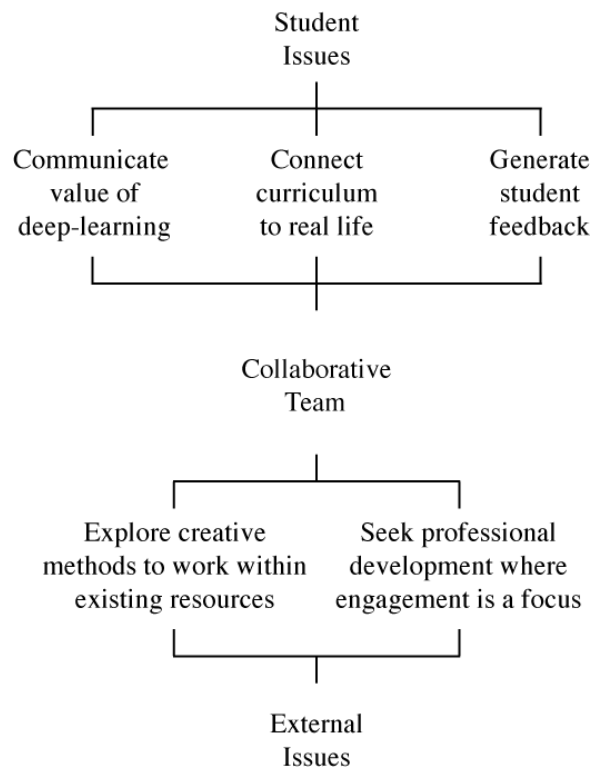 Student
Issues
Communicate
value of
deep-learning
Connect
curriculum
to real life
Generate
student
feedback
Collaborative
Team
Explore creative
methods to work within
existing resources
Seek professional
development where
engagement is a focus
External
Issues